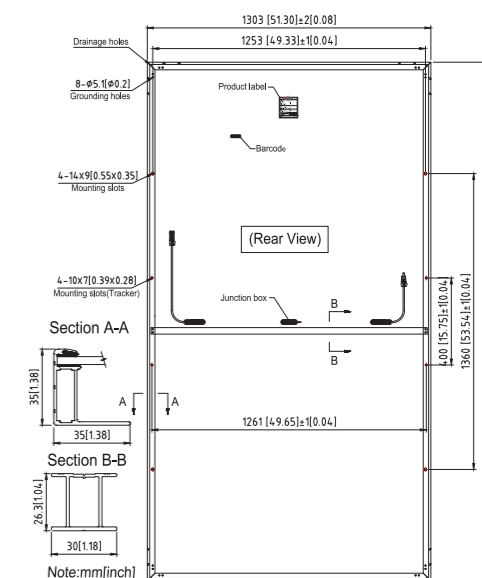 1303 [51.30]±2[0.08]
1253 [49.33]±1[0.04]
Drainage holes
8-Φ5.1[Φ0.2]
Grounding holes
Product label
Barcode
4-14x9[0.55x0.35]
Mounting slots
(Rear View)
4-10x7[0.39x0.28]
Mounting slots(Tracker)
Junction box
B
B
400 [15.75]±1[0.04]
1360 [53.54]±1[0.04]
Section A-A
35[1.38]
35[1.38]
A
A
1261 [49.65]±1[0.04]
Section B-B
26.3[1.04]
30[1.18]
Note:mm[inch]